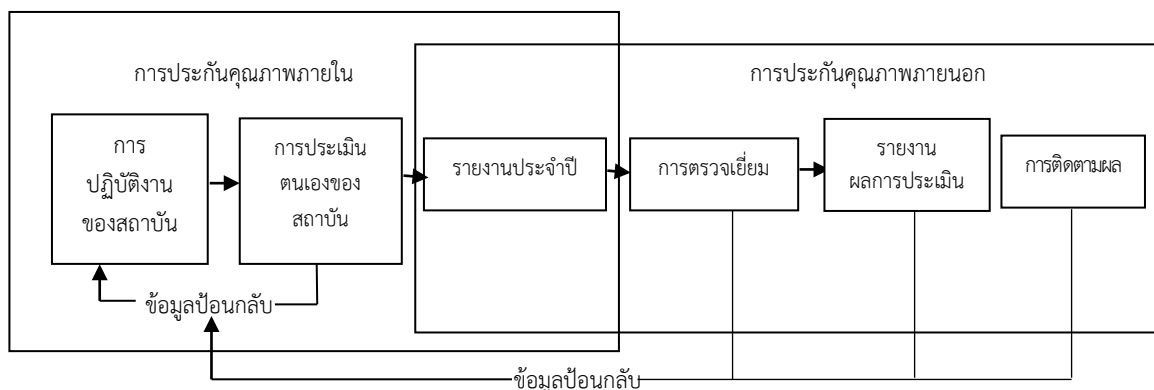 การประกันคุณภาพภายใน
การประกันคุณภาพภายนอก
การ
ปฏิบัติงาน
ของสถาบัน
การประเมิน
ตนเองของ
สถาบัน
รายงานประจำปี
การตรวจเยี่ยม
รายงาน
ผลการประเมิน
การติดตามผล
ข้อมูลป้อนกลับ
ข้อมูลป้อนกลับ